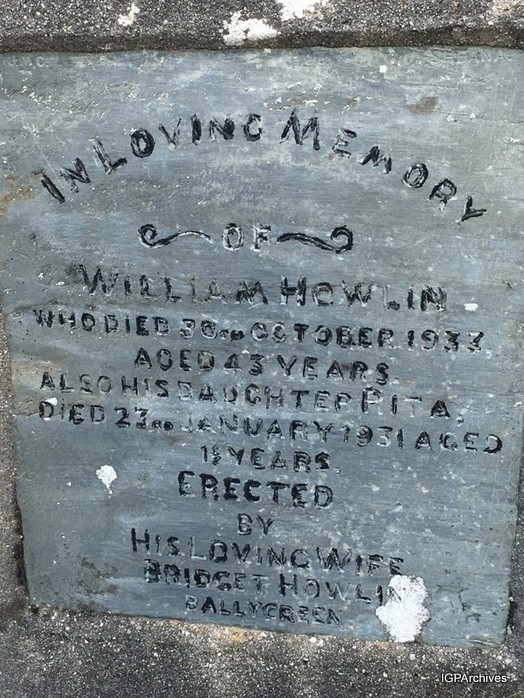 IN LOVING MEMORY
OF
WILLIAM HOWLIN
WHO DIED 30TH OCTOBER 1933
AGED 43 YEARS.
ALSO HIS DAUGHTER RITA,
DIED 23RD JANUARY 1931 AGED
1½ YEARS.
ERECTED
BY
HIS LOVING WIFE
BRIDGET HOWLIN
BALLYGREEN
IGPArchives